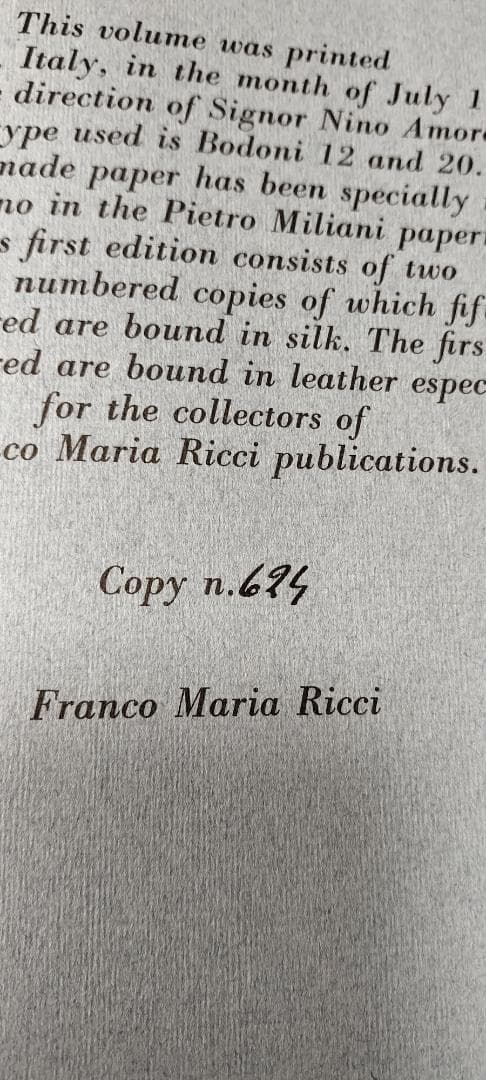 This volume was printed
Italy, in the month of July 1
direction of Signor Nino Amor
ype used is Bodoni 12 and 20.
made paper has been specially
no in the Pietro Miliani paper
s first edition consists of two
numbered copies of which fif
ed are bound in silk. The firs
ed are bound in leather espec
for the collectors of
co Maria Ricci publications.
Copy n.624
Franco Maria Ricci